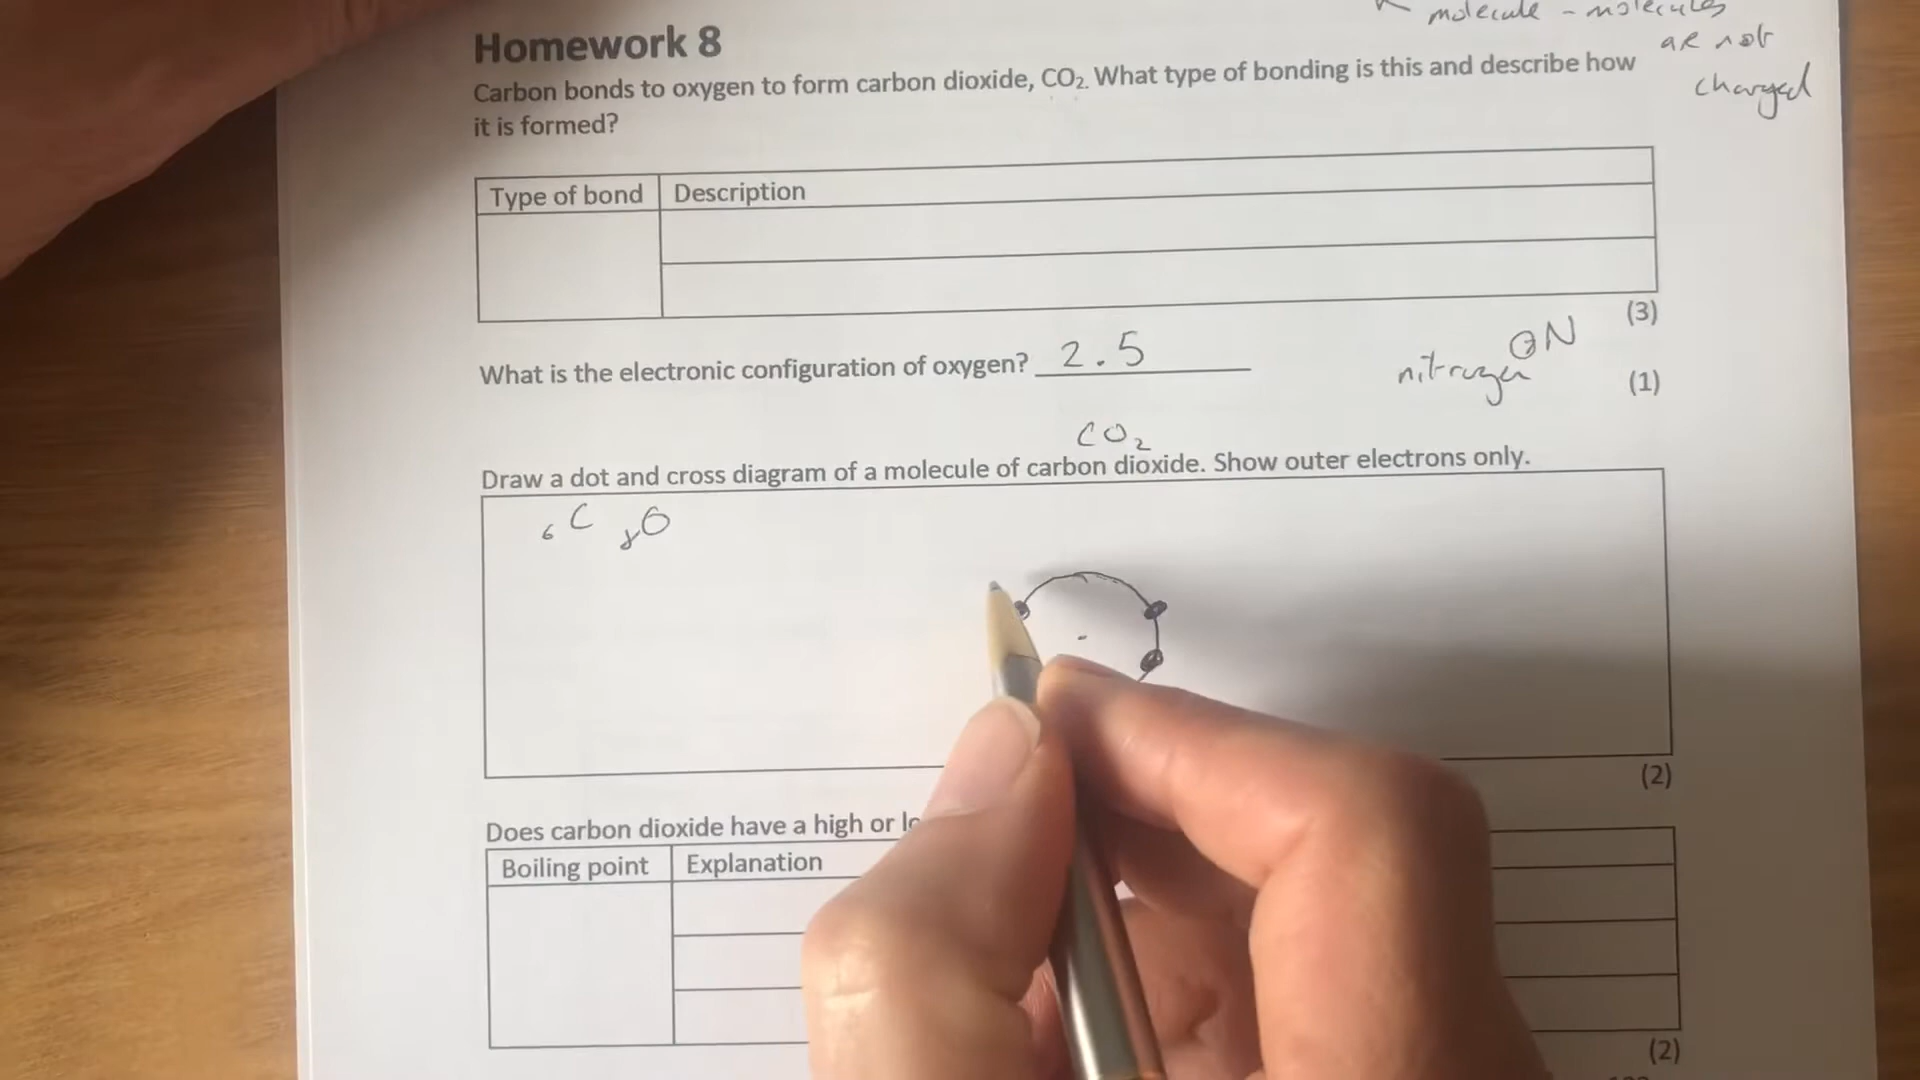 molecule - molecules
are not
charged
Homework 8
Carbon bonds to oxygen to form carbon dioxide, CO₂. What type of bonding is this and describe how
it is formed?
Type of bond
Description
(3)
What is the electronic configuration of oxygen? 2.5
nitrogen
N
(1)
CO₂
Draw a dot and cross diagram of a molecule of carbon dioxide. Show outer electrons only.
₆C ₈O
(2)
Does carbon dioxide have a high or
Boiling point
Explanation
(2)